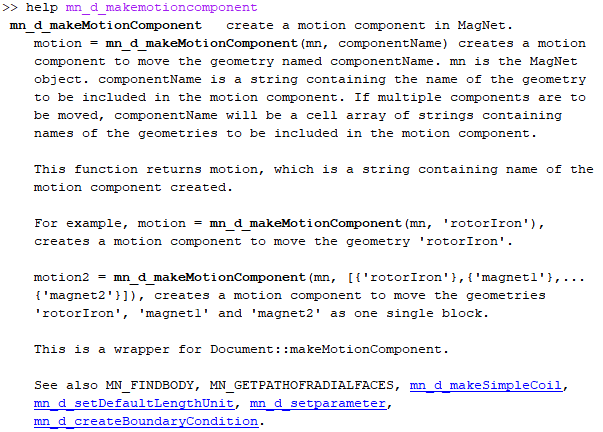 >> help mn_d_makemotioncomponent
mn_d_makeMotionComponent   create a motion component in MagNet.
motion = mn_d_makeMotionComponent(mn, componentName) creates a motion
component to move the geometry named componentName. mn is the MagNet
object. componentName is a string containing the name of the geometry
to be included in the motion component. If multiple components are to
be moved, componentName will be a cell array of strings containing
names of the geometries to be included in the motion component.
This function returns motion, which is a string containing name of the
motion component created.
For example, motion = mn_d_makeMotionComponent(mn, 'rotorIron'),
creates a motion component to move the geometry 'rotorIron'.
motion2 = mn_d_makeMotionComponent(mn, [{'rotorIron'},{'magnet1'},...
{'magnet2'}]), creates a motion component to move the geometries
'rotorIron', 'magnet1' and 'magnet2' as one single block.
This is a wrapper for Document::makeMotionComponent.
See also MN_FINDBODY, MN_GETPATHOFRADIALFACES, mn_d_makeSimpleCoil,
mn_d_setDefaultLengthUnit, mn_d_setparameter,
mn_d_createBoundaryCondition.